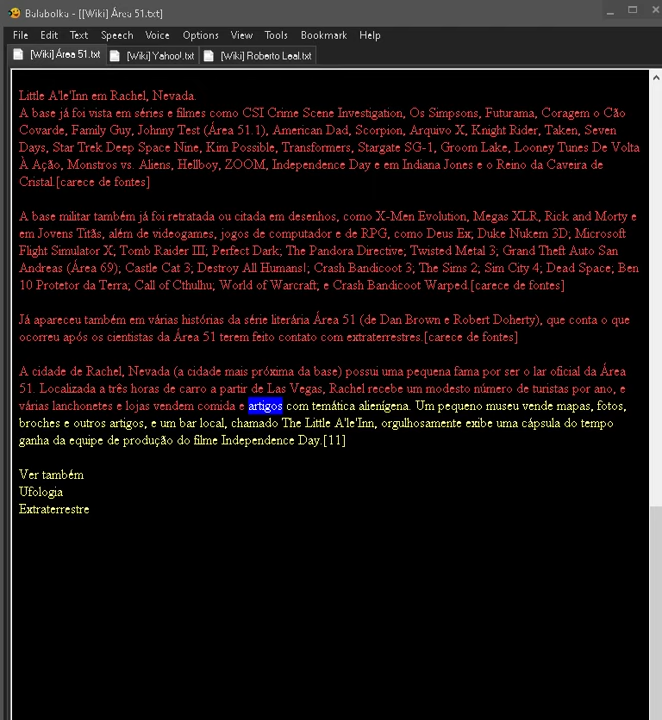 Balabolka - [[Wiki] Área 51.txt]
File Edit Text Speech Voice Options View Tools Bookmark Help
[Wiki] Área 51.txt [Wiki] Yahoo!.txt [Wiki] Roberto Leal.txt
Little A'le'Inn em Rachel, Nevada.
A base já foi vista em séries e filmes como CSI Crime Scene Investigation, Os Simpsons, Futurama, Coragem o Cão
Covarde, Family Guy, Johnny Test (Área 51.1), American Dad, Scorpion, Arquivo X, Knight Rider, Taken, Seven
Days, Star Trek Deep Space Nine, Kim Possible, Transformers, Stargate SG-1, Groom Lake, Looney Tunes De Volta
À Ação, Monstros vs. Aliens, Hellboy, ZOOM, Independence Day e em Indiana Jones e o Reino da Caveira de
Cristal.[carece de fontes]
A base militar também já foi retratada ou citada em desenhos, como X-Men Evolution, Megas XLR, Rick and Morty e
em Jovens Titãs, além de videogames, jogos de computador e de RPG, como Deus Ex; Duke Nukem 3D; Microsoft
Flight Simulator X; Tomb Raider III; Perfect Dark; The Pandora Directive, Twisted Metal 3; Grand Theft Auto San
Andreas (Área 69); Castle Cat 3; Destroy All Humans!; Crash Bandicoot 3; The Sims 2; Sim City 4; Dead Space; Ben
10 Protetor da Terra; Call of Cthulhu; World of Warcraft; e Crash Bandicoot Warped.[carece de fontes]
Já apareceu também em várias histórias da série literária Área 51 (de Dan Brown e Robert Doherty), que conta o que
ocorreu após os cientistas da Área 51 terem feito contato com extraterrestres.[carece de fontes]
A cidade de Rachel, Nevada (a cidade mais próxima da base) possui uma pequena fama por ser o lar oficial da Área
51. Localizada a três horas de carro a partir de Las Vegas, Rachel recebe um modesto número de turistas por ano, e
várias lanchonetes e lojas vendem comida e artigos com temática alienígena. Um pequeno museu vende mapas, fotos,
broches e outros artigos, e um bar local, chamado The Little A'le'Inn, orgulhosamente exibe uma cápsula do tempo
ganha da equipe de produção do filme Independence Day.[11]
Ver também
Ufologia
Extraterrestre